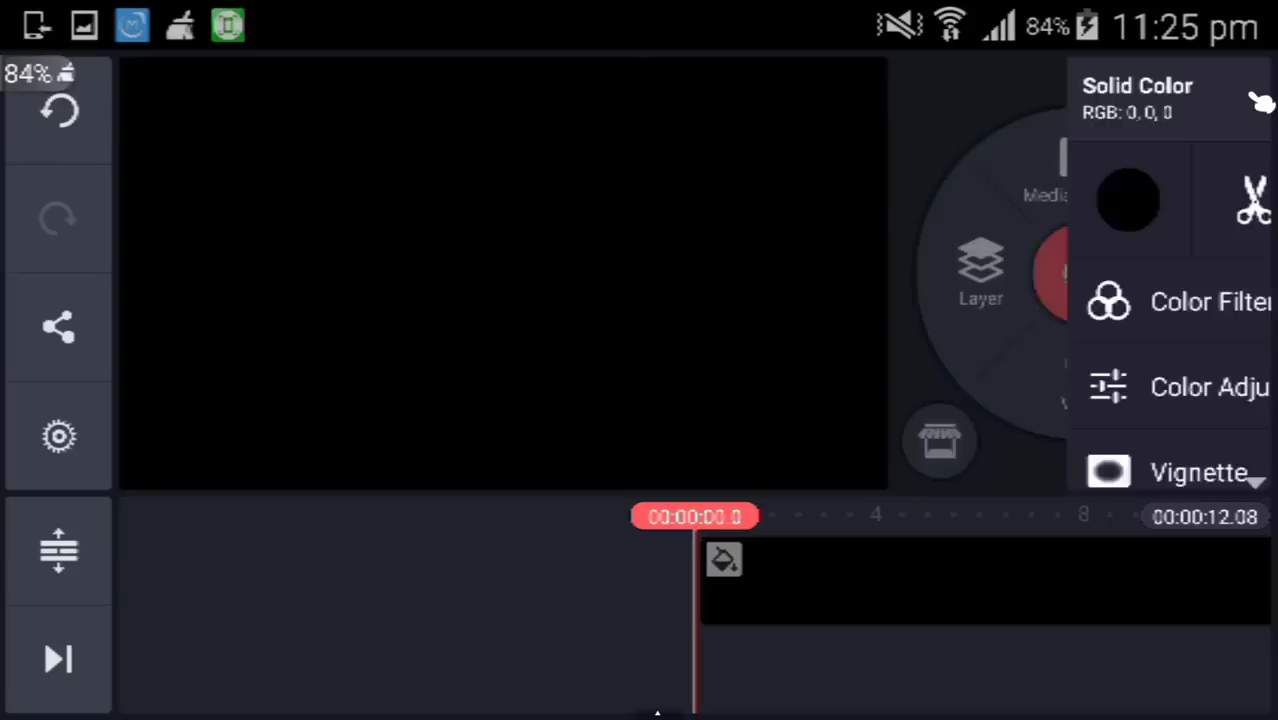 84% 11:25 pm
84%
Solid Color
RGB: 0, 0, 0
Media
Layer
Color Filter
Color Adju
Vignette
00:00:00.0 4 8 00:00:12.08